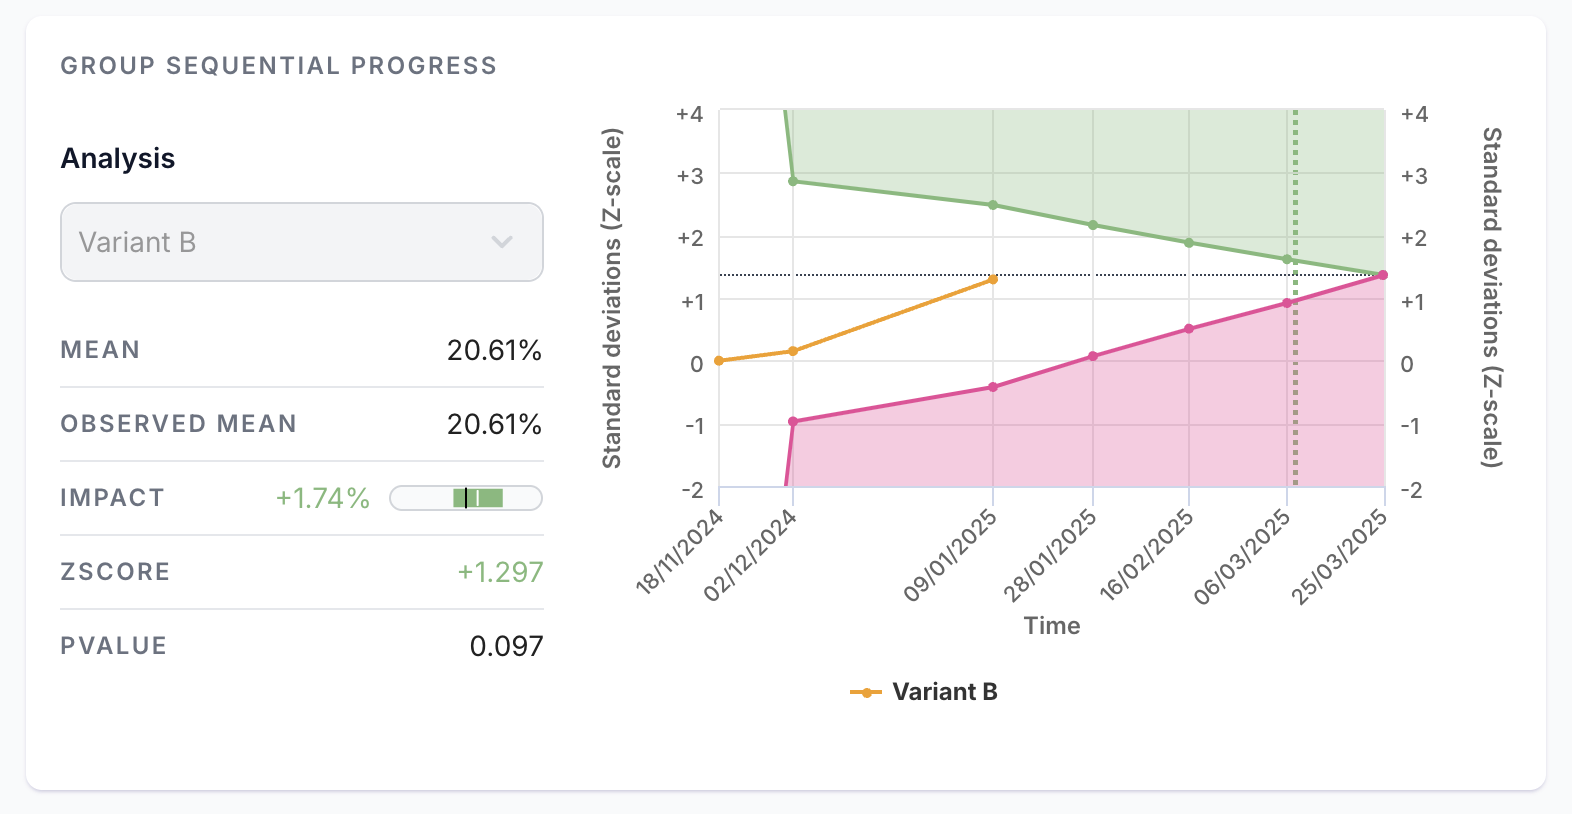 GROUP SEQUENTIAL PROGRESS
Analysis
Variant B
MEAN 20.61%
OBSERVED MEAN 20.61%
IMPACT +1.74%
ZSCORE +1.297
PVALUE 0.097
Standard deviations (Z-scale)
+4
+3
+2
+1
0
-1
-2
+4
+3
+2
+1
0
-1
-2
Standard deviations (Z-scale)
18/11/2024
02/12/2024
09/01/2025
28/01/2025
16/02/2025
06/03/2025
25/03/2025
Time
Variant B